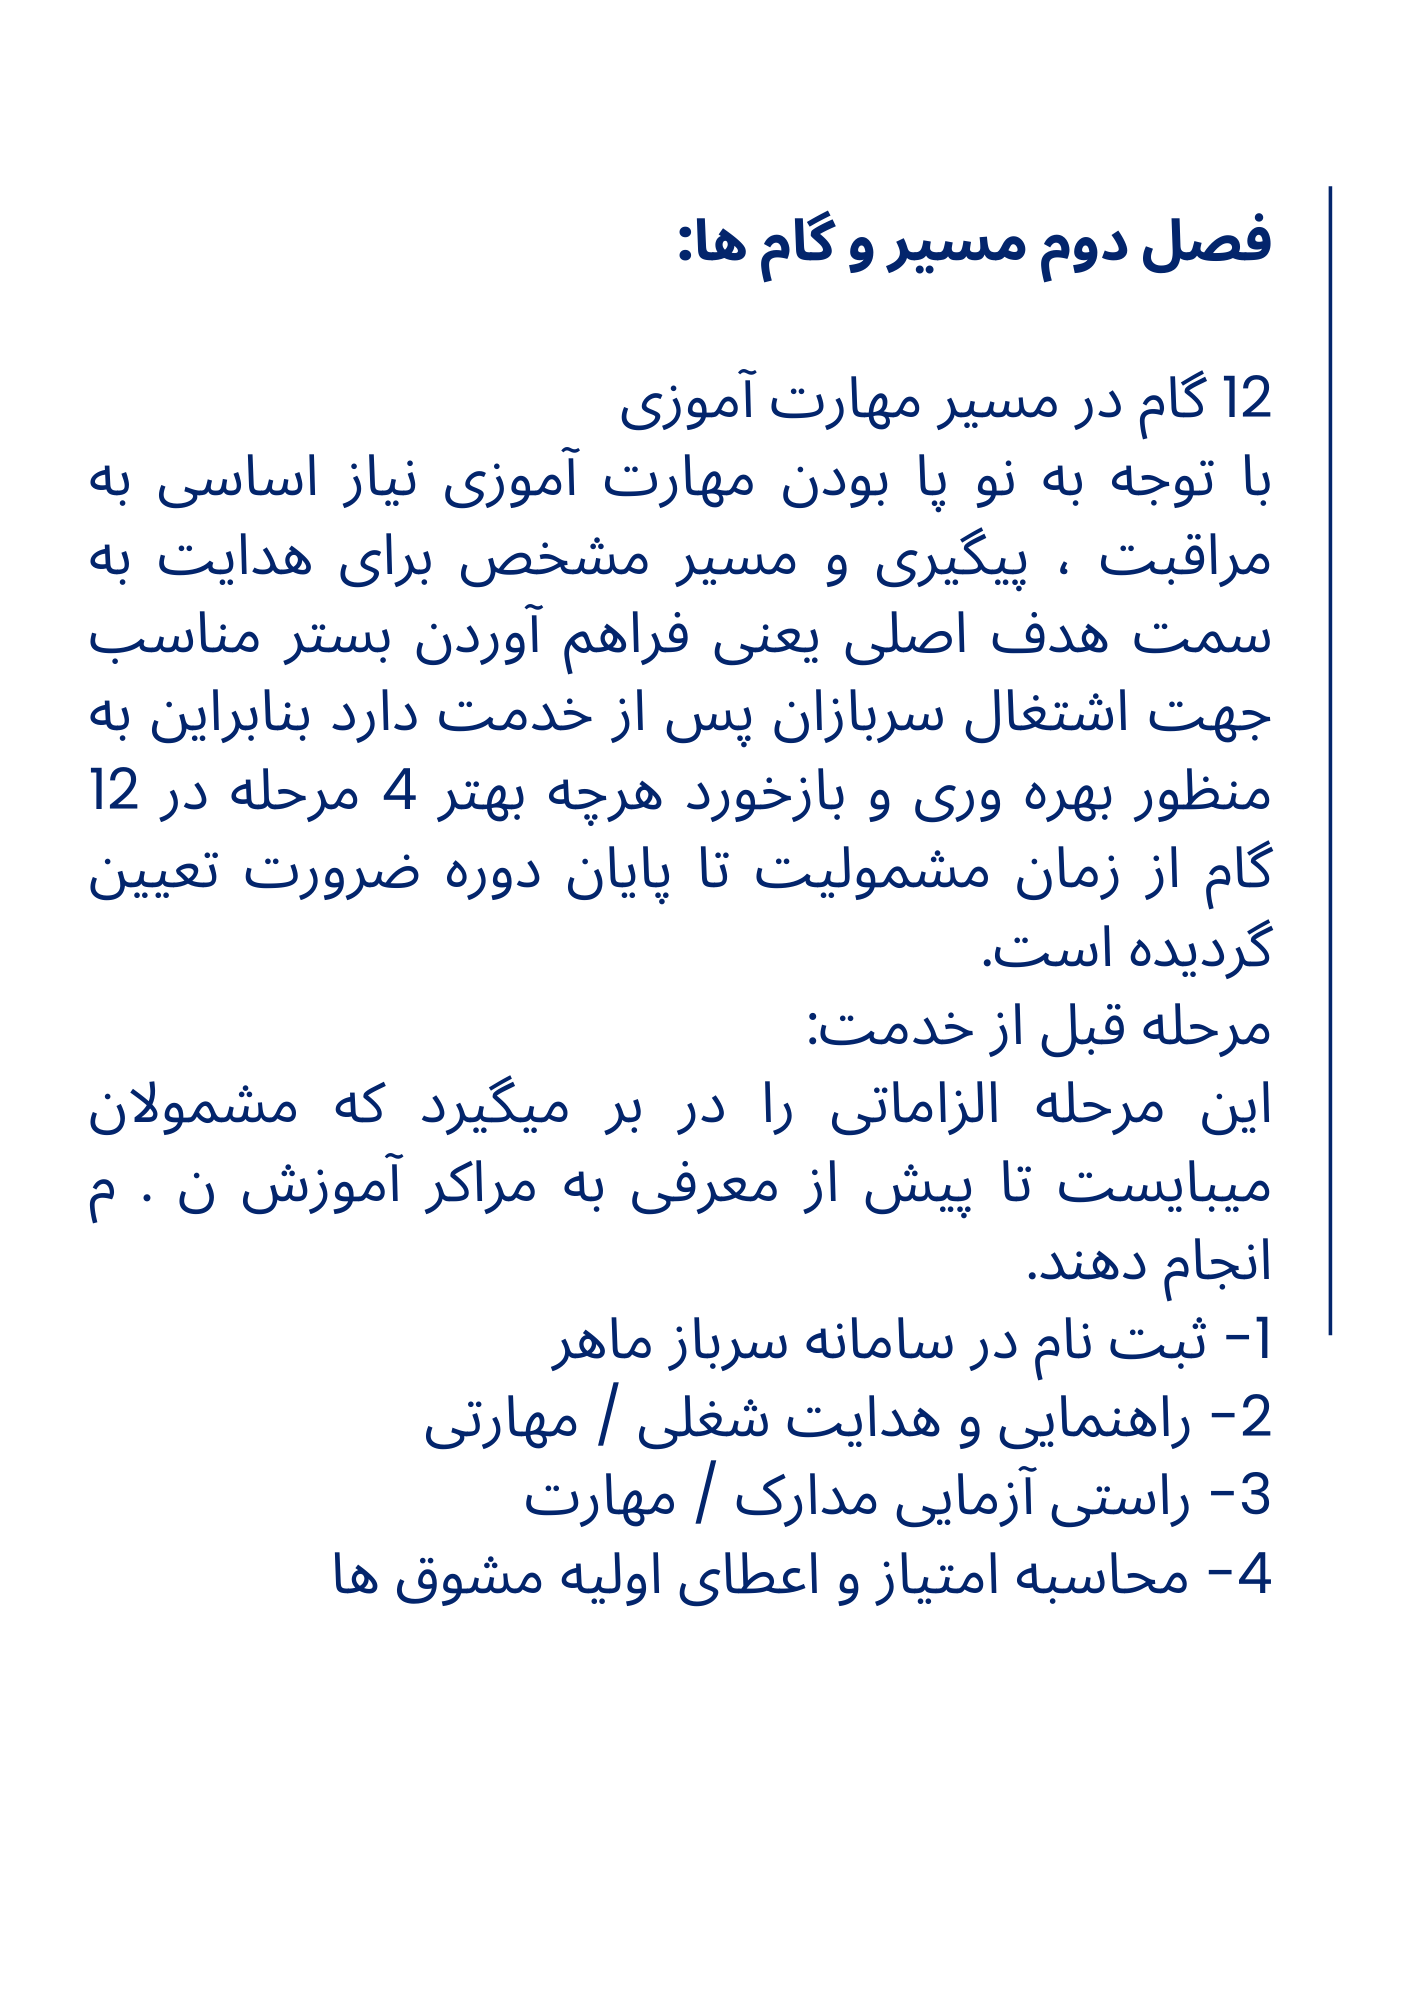 فصل دوم مسیر و گام ها:
12 گام در مسیر مهارت آموزی
با توجه به نو پا بودن مهارت آموزی نیاز اساسی به
مراقبت ، پیگیری و مسیر مشخص برای هدایت به
سمت هدف اصلی یعنی فراهم آوردن بستر مناسب
جهت اشتغال سربازان پس از خدمت دارد بنابراین به
منظور بهره وری و بازخورد هرچه بهتر 4 مرحله در 12
گام از زمان مشمولیت تا پایان دوره ضرورت تعیین
گردیده است.
مرحله قبل از خدمت:
این مرحله الزاماتی را در بر میگیرد که مشمولان
میبایست تا پیش از معرفی به مراکر آموزش ن . م
انجام دهند.
1- ثبت نام در سامانه سرباز ماهر
2- راهنمایی و هدایت شغلی / مهارتی
3- راستی آزمایی مدارک / مهارت
4- محاسبه امتیاز و اعطای اولیه مشوق ها